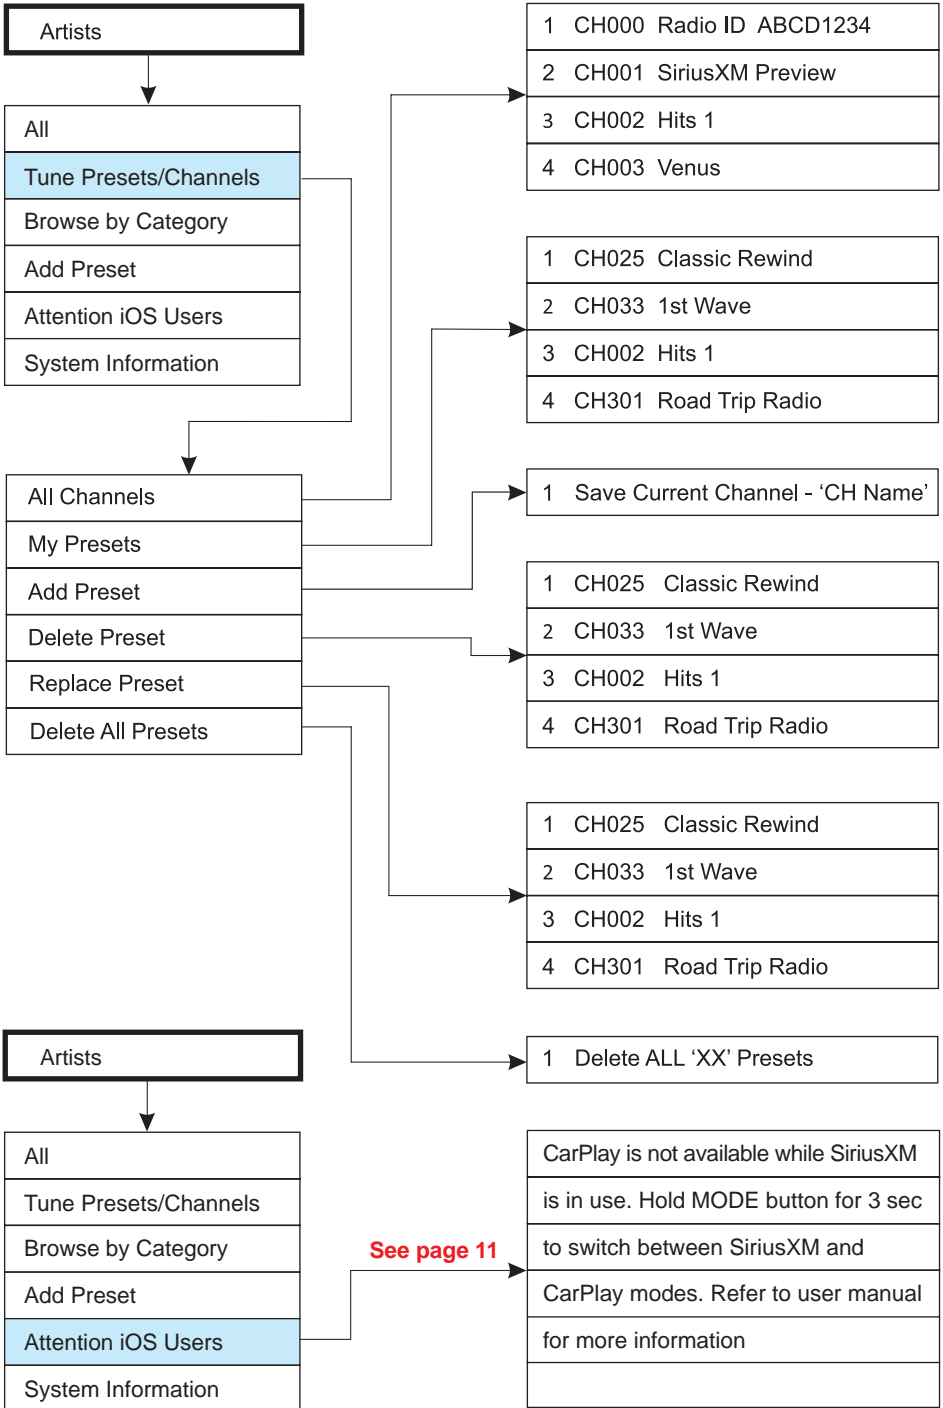 Artists
All
Tune Presets/Channels
Browse by Category
Add Preset
Attention iOS Users
System Information
All Channels
My Presets
Add Preset
Delete Preset
Replace Preset
Delete All Presets
1 CH000 Radio ID ABCD1234
2 CH001 SiriusXM Preview
3 CH002 Hits 1
4 CH003 Venus
1 CH025 Classic Rewind
2 CH033 1st Wave
3 CH002 Hits 1
4 CH301 Road Trip Radio
1 Save Current Channel - ‘CH Name’
1 CH025 Classic Rewind
2 CH033 1st Wave
3 CH002 Hits 1
4 CH301 Road Trip Radio
1 CH025 Classic Rewind
2 CH033 1st Wave
3 CH002 Hits 1
4 CH301 Road Trip Radio
1 Delete ALL ‘XX’ Presets
Artists
All
Tune Presets/Channels
Browse by Category
Add Preset
Attention iOS Users
System Information
See page 11
CarPlay is not available while SiriusXM
is in use. Hold MODE button for 3 sec
to switch between SiriusXM and
CarPlay modes. Refer to user manual
for more information